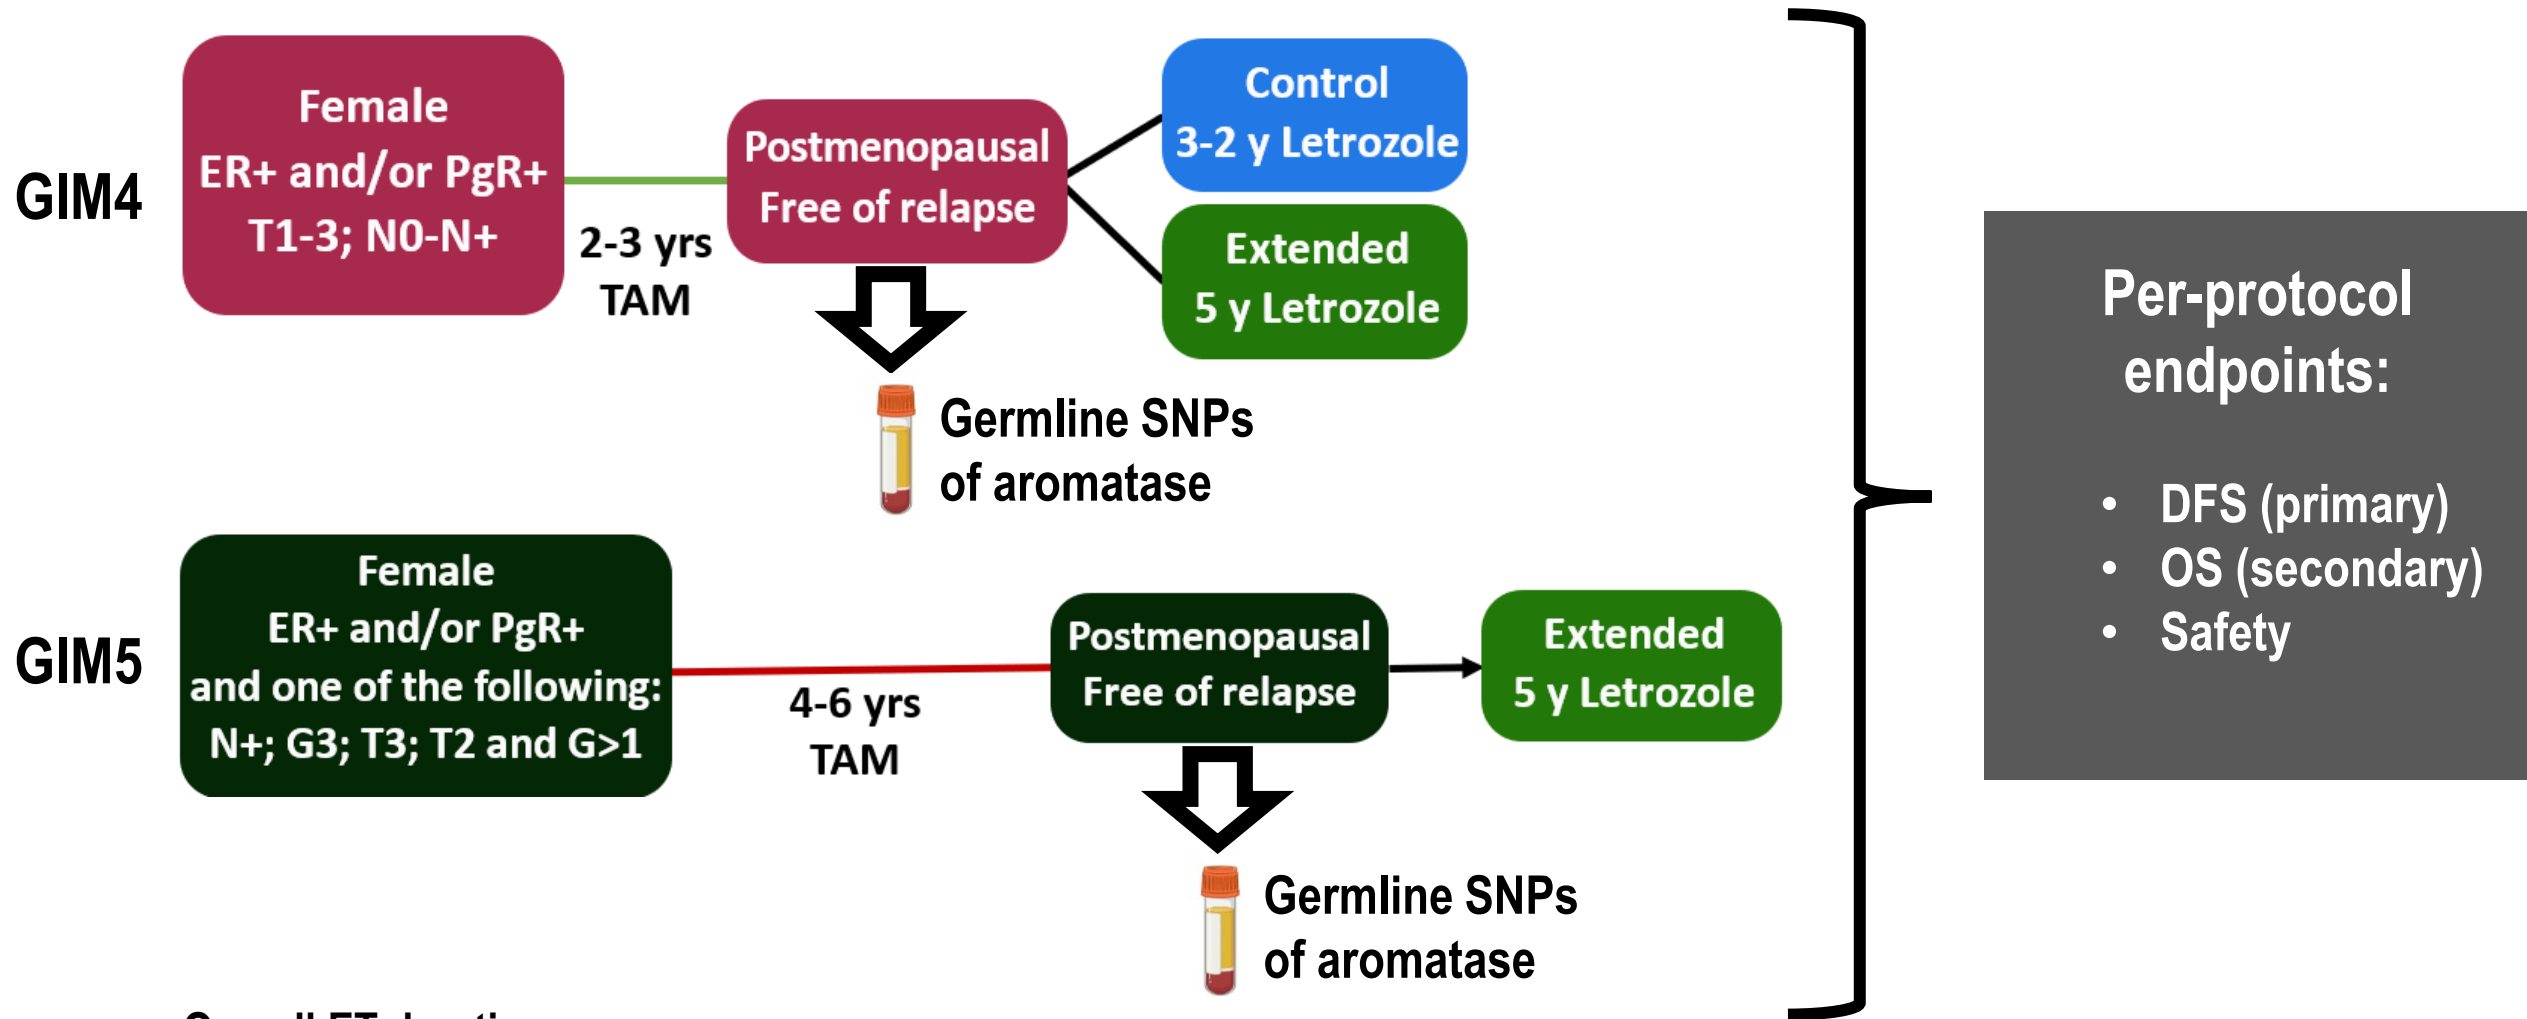 GIM4
Female
ER+ and/or PgR+
T1-3; N0-N+
2-3 yrs
TAM
Postmenopausal
Free of relapse
Control
3-2 y Letrozole
Extended
5 y Letrozole
Germline SNPs
of aromatase
GIM5
Female
ER+ and/or PgR+
and one of the following:
N+; G3; T3; T2 and G>1
4-6 yrs
TAM
Postmenopausal
Free of relapse
Extended
5 y Letrozole
Germline SNPs
of aromatase
Per-protocol
endpoints:
• DFS (primary)
• OS (secondary)
• Safety